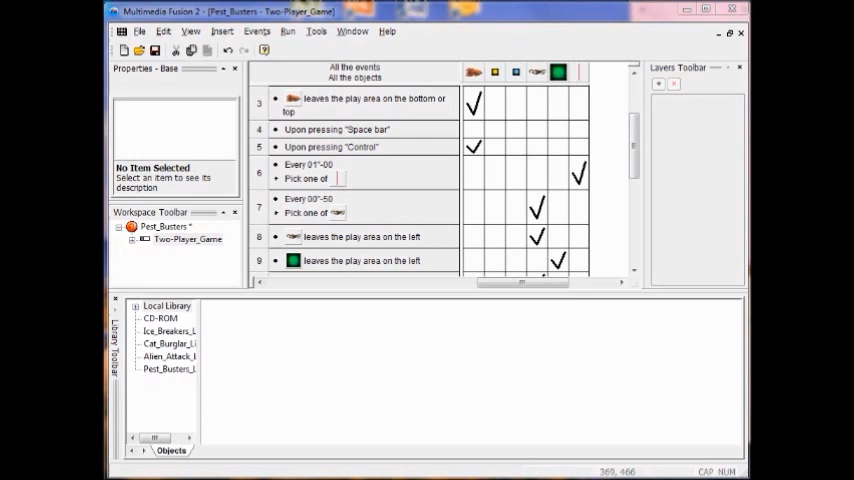 Multimedia Fusion 2 - [Pest_Busters - Two-Player_Game]
File Edit View Insert Events Run Tools Window Help
Properties - Base
No Item Selected
Select an item to see its
description
Workspace Toolbar
Pest_Busters *
Two-Player_Game
All the events
All the objects
3 leaves the play area on the bottom or
top
4 Upon pressing "Space bar"
5 Upon pressing "Control"
6 Every 01"-00
Pick one of
7 Every 00"-50
Pick one of
8 leaves the play area on the left
9 leaves the play area on the left
Layers Toolbar
Library Toolbar
Local Library
CD-ROM
Ice_Breakers_L
Cat_Burglar_Li
Alien_Attack_L
Pest_Busters_L
Objects
369, 466
CAP NUM